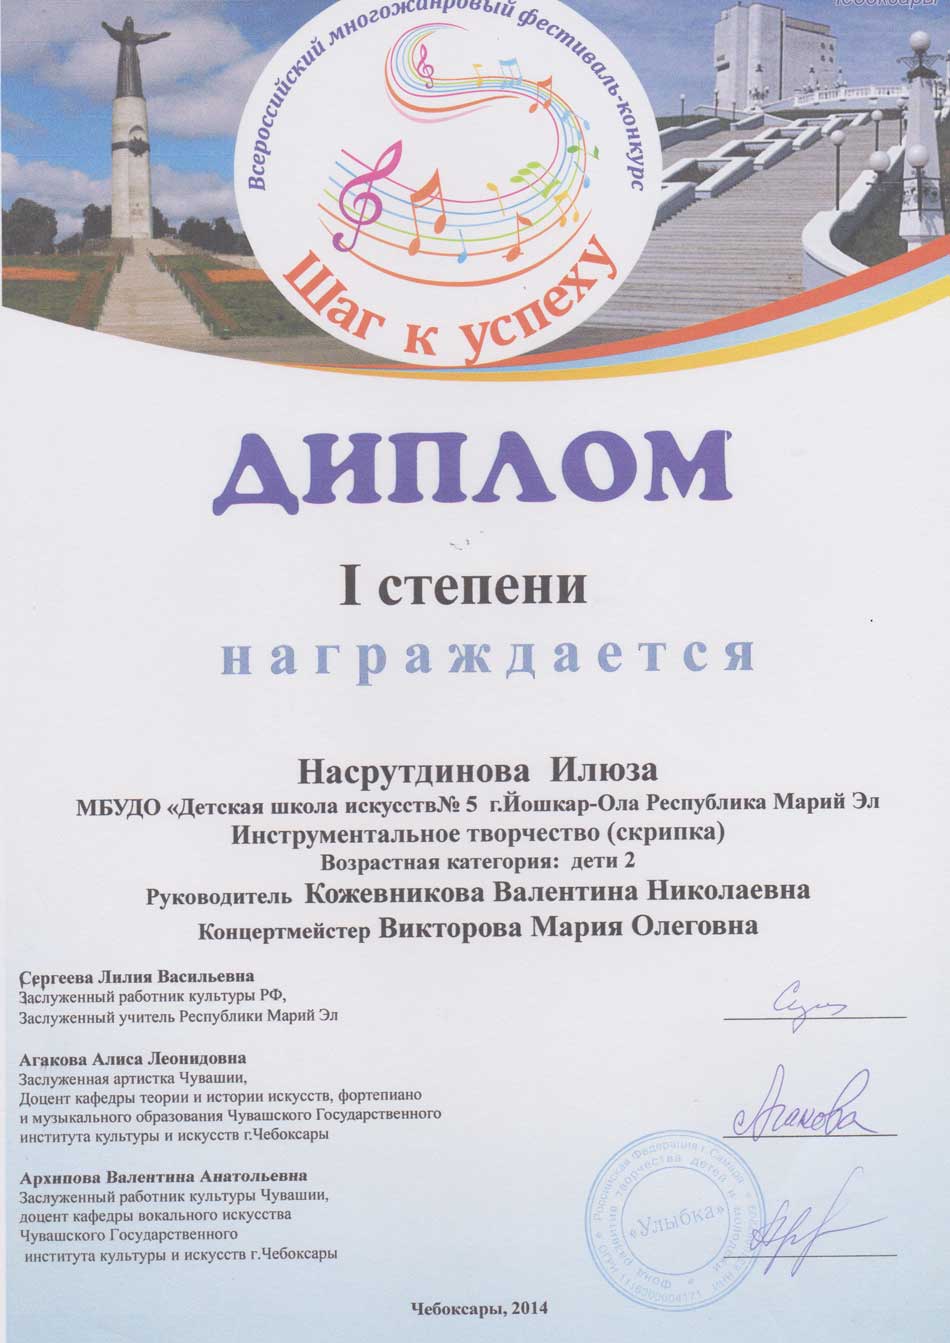 Чебоксары
Всероссийский многожанровый фестиваль-конкурс
Шаг к успеху
ДИПЛОМ
I степени
награждается
Насрутдинова Илюза
МБУДО «Детская школа искусств№ 5 г.Йошкар-Ола Республика Марий Эл
Инструментальное творчество (скрипка)
Возрастная категория: дети 2
Руководитель Кожевникова Валентина Николаевна
Концертмейстер Викторова Мария Олеговна
Сергеева Лилия Васильевна
Заслуженный работник культуры РФ,
Заслуженный учитель Республики Марий Эл
Агакова Алиса Леонидовна
Заслуженная артистка Чувашии,
Доцент кафедры теории и истории искусств, фортепиано
и музыкального образования Чувашского Государственного
института культуры и искусств г.Чебоксары
Агакова
Архипова Валентина Анатольевна
Заслуженный работник культуры Чувашии,
доцент кафедры вокального искусства
Чувашского Государственного
института культуры и искусств г.Чебоксары
Российская Федерация г.Самара
Фонд развития творчества детей и молодежи
«Улыбка»
Чебоксары, 2014